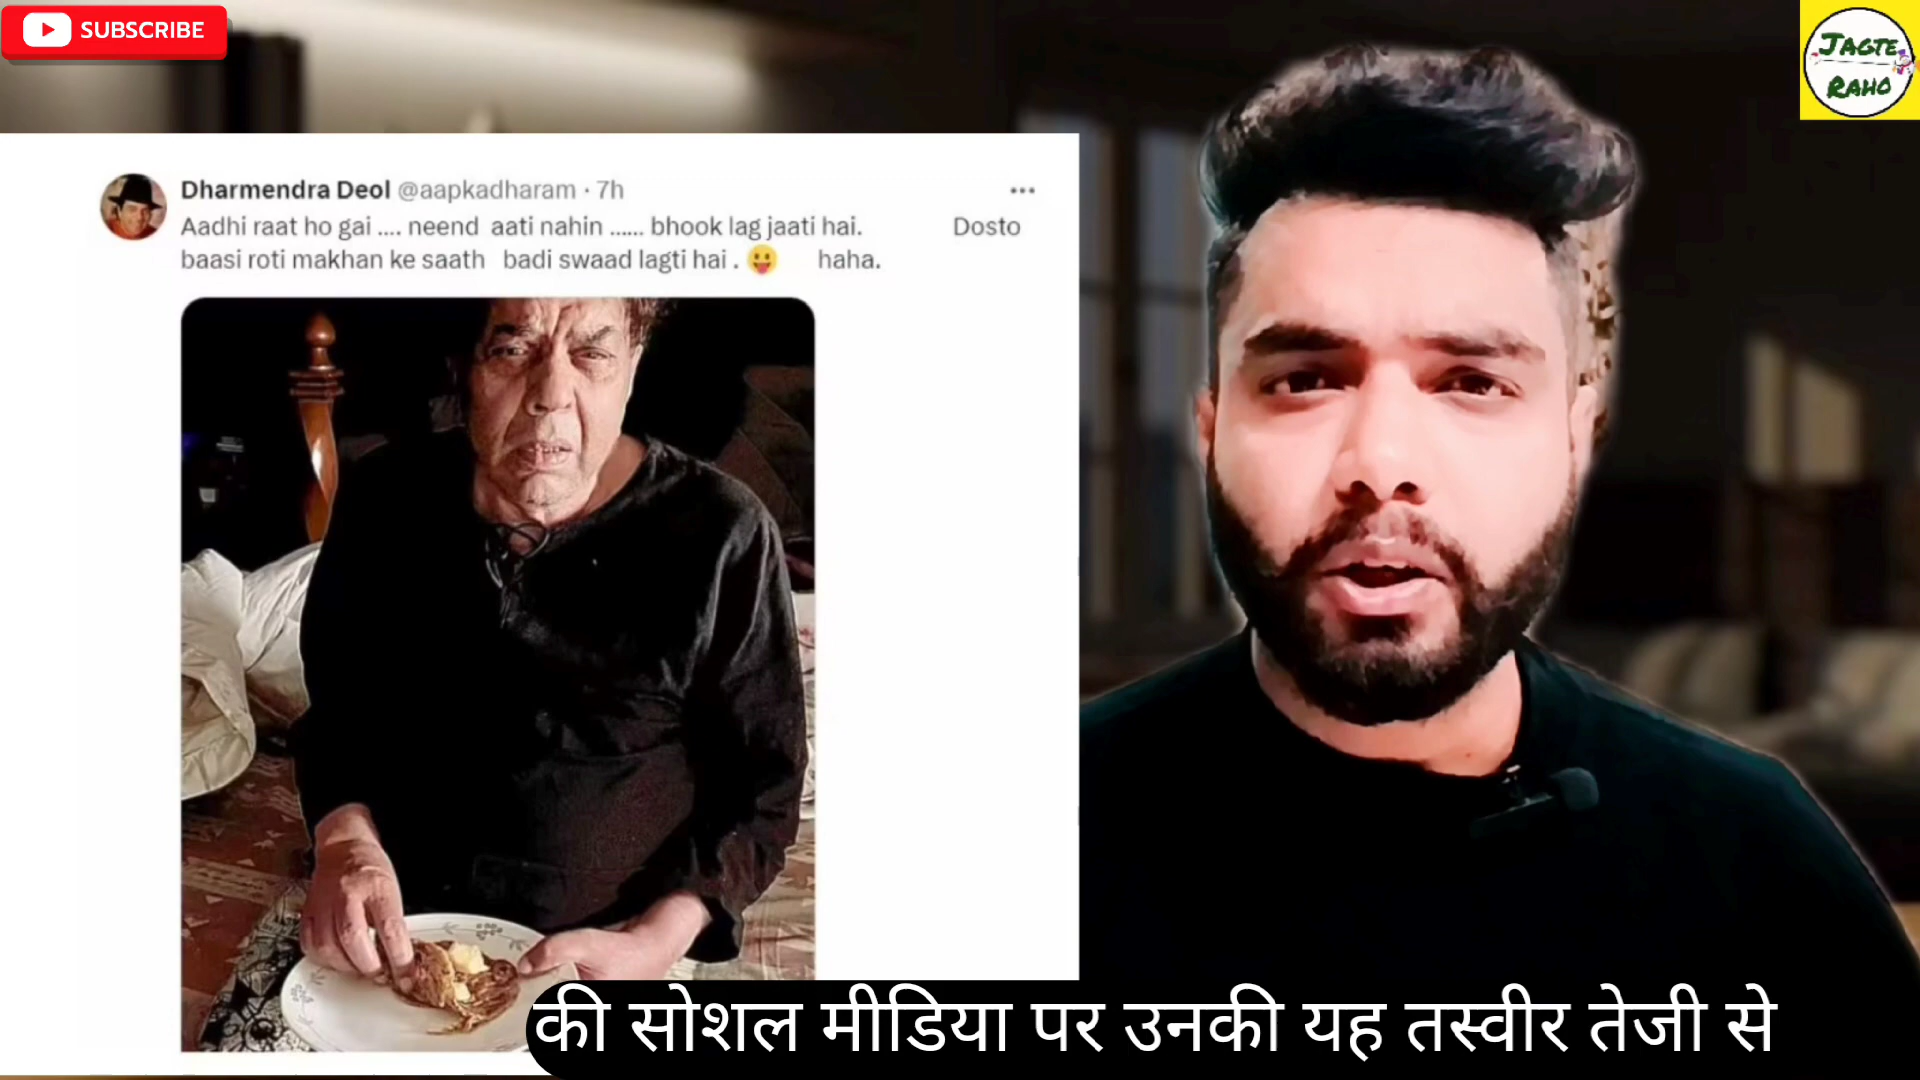 SUBSCRIBE
JAGTE
RAHO
Dharmendra Deol @aapkadharam · 7h
Aadhi raat ho gai .... neend aati nahin ...... bhook lag jaati hai. Dosto
baasi roti makhan ke saath badi swaad lagti hai . 😛 haha.
की सोशल मीडिया पर उनकी यह तस्वीर तेजी से